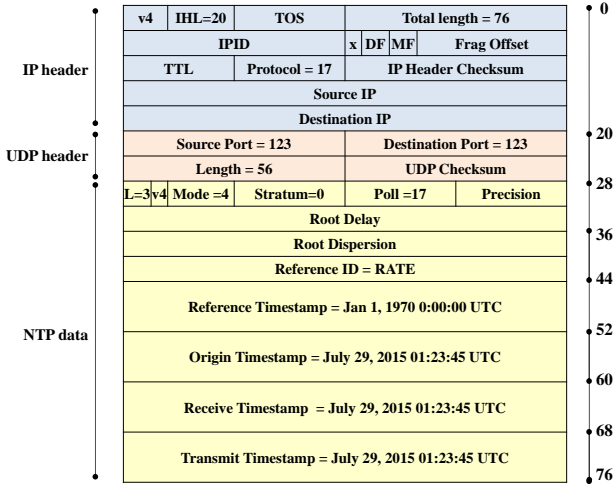 v4 IHL=20 TOS Total length = 76 0
IPID x DF MF Frag Offset
IP header TTL Protocol = 17 IP Header Checksum
Source IP
Destination IP
20
Source Port = 123 Destination Port = 123
UDP header
Length = 56 UDP Checksum
28
L=3 v4 Mode =4 Stratum=0 Poll =17 Precision
Root Delay
36
Root Dispersion
Reference ID = RATE
44
Reference Timestamp = Jan 1, 1970 0:00:00 UTC
NTP data
52
Origin Timestamp = July 29, 2015 01:23:45 UTC
60
Receive Timestamp = July 29, 2015 01:23:45 UTC
68
Transmit Timestamp = July 29, 2015 01:23:45 UTC
76